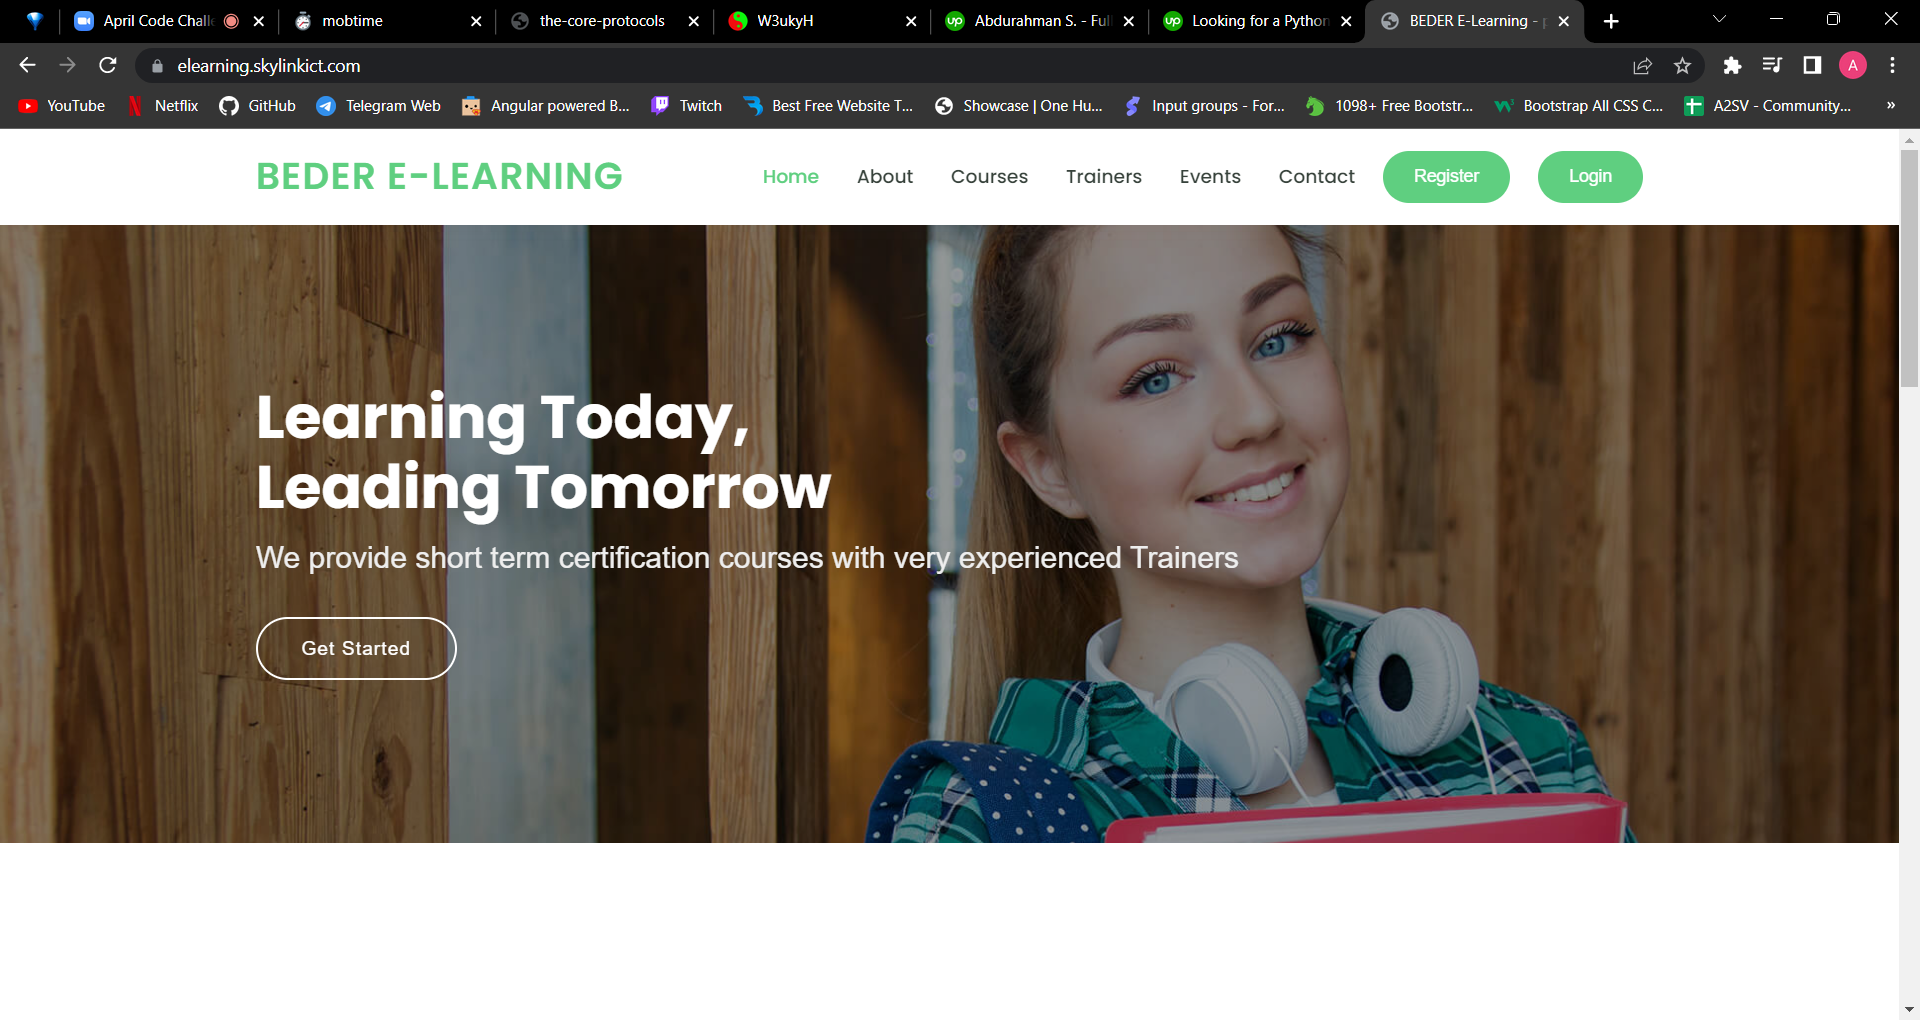 April Code Chall
mobtime
the-core-protocols
W3ukyH
Abdurahman S. - Ful
Looking for a Python
BEDER E-Learning -
elearning.skylinkict.com
A
YouTube
Netflix
GitHub
Telegram Web
Angular powered B...
Twitch
Best Free Website T...
Showcase | One Hu...
Input groups - For...
1098+ Free Bootstr...
Bootstrap All CSS C...
A2SV - Community...
»
BEDER E-LEARNING
Home
About
Courses
Trainers
Events
Contact
Register
Login
Learning Today,
Leading Tomorrow
We provide short term certification courses with very experienced Trainers
Get Started